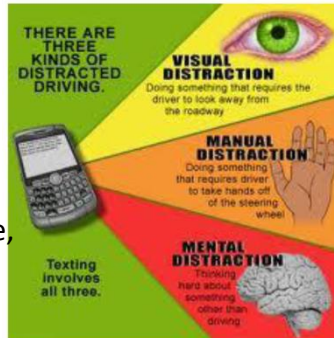 THERE ARE
THREE
KINDS OF
DISTRACTED
DRIVING.
VISUAL
DISTRACTION
Doing something that requires the
driver to look away from
the roadway
MANUAL
DISTRACTION
Doing something
that requires driver
to take hands off
of the steering
wheel
e,
Texting
involves
all three.
MENTAL
DISTRACTION
Thinking
hard about
something
other than
driving